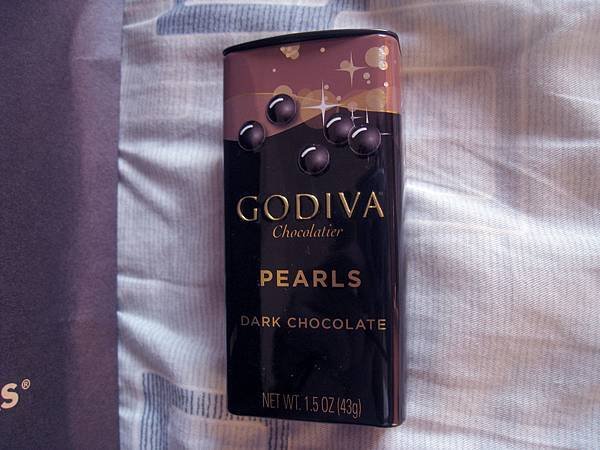 GODIVA
Chocolatier
PEARLS
DARK CHOCOLATE
NET WT. 1.5 OZ (43g)
s®